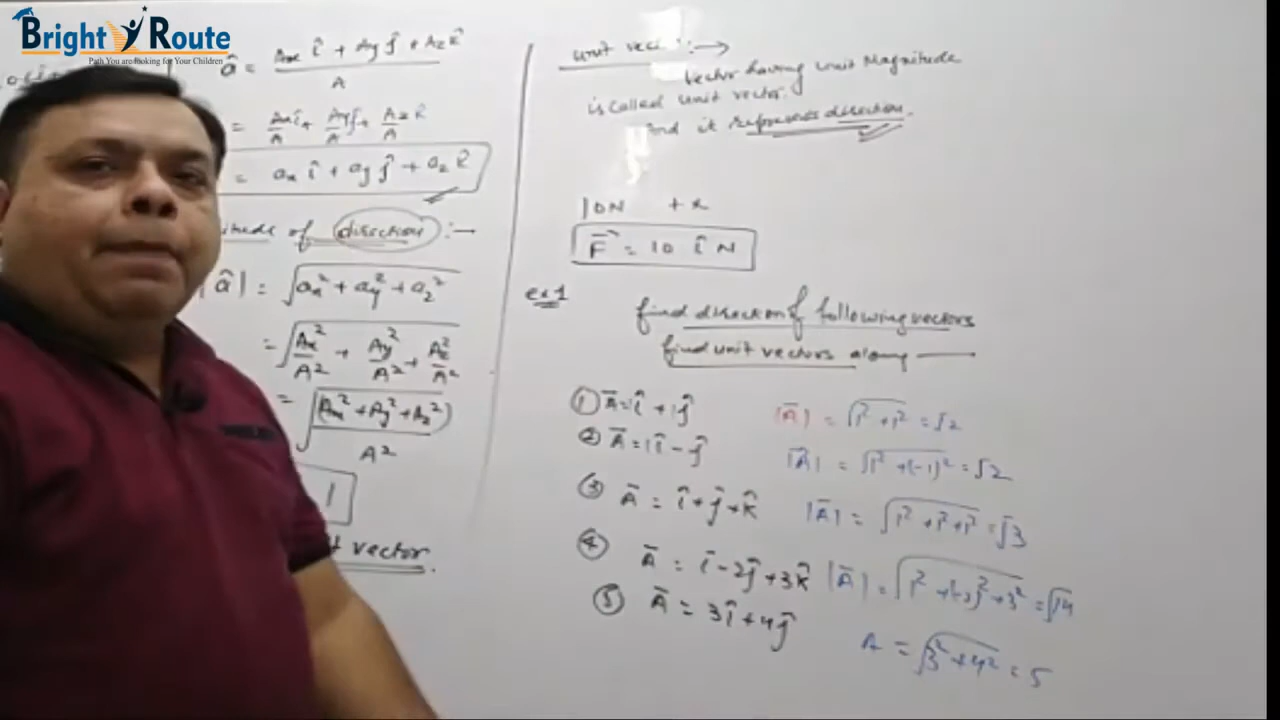 Bright Route
Path You are looking for Your Children
â = Ax î + Ay ĵ + Az k̂
A
= Ax î + Ay ĵ + Az k̂
A A A
= ax î + ay ĵ + az k̂
of direction :→
|â| = √ax² + ay² + az²
= √Ax² + Ay² + Az²
A² A² A²
= √(Ax² + Ay² + Az²)
A²
1
vector.
unit :→
Vector having unit Magnitude
is called unit vector.
And it represents direction.
10N + x
F⃗ = 10 î N
ex 1
find direction of following vectors
find unit vectors along —
① A̅ = 1î + 1ĵ |A̅| = √1² + 1² = √2
② A̅ = 1î - ĵ |A̅| = √1² + (-1)² = √2
③ A̅ = î + ĵ + k̂ |A̅| = √1² + 1² + 1² = √3
④ A̅ = î - 2ĵ + 3k̂ |A̅| = √1² + (-2)² + 3² = √14
⑤ A̅ = 3î + 4ĵ A = √3² + 4² = 5